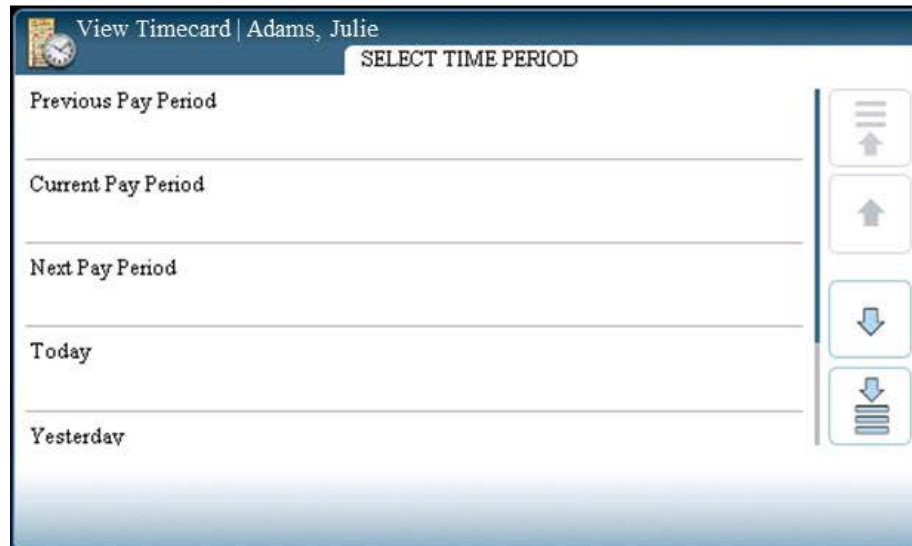 View Timecard | Adams, Julie
SELECT TIME PERIOD
Previous Pay Period
Current Pay Period
Next Pay Period
Today
Yesterday